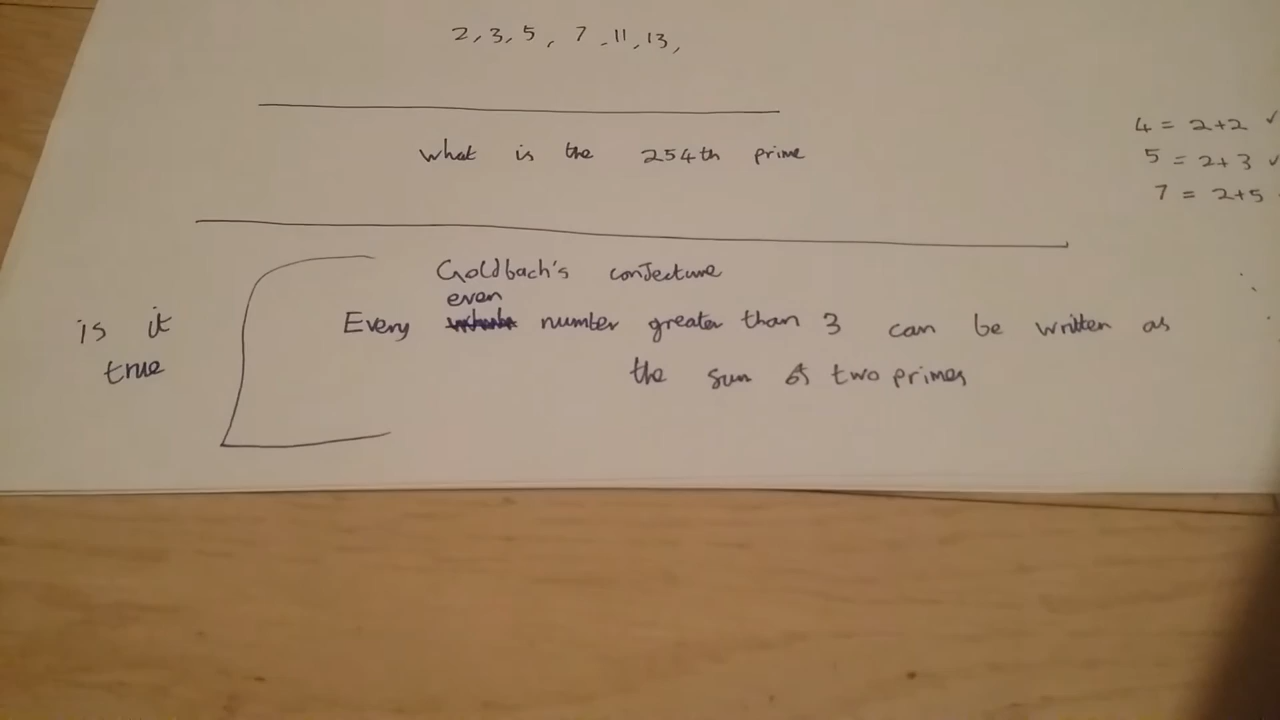 2, 3, 5, 7, 11, 13,
4 = 2+2 ✓
what is the 254th prime
5 = 2+3 ✓
7 = 2+5
Goldbach's conjecture
even
is it
true
Every number greater than 3 can be written as
the sum of two primes